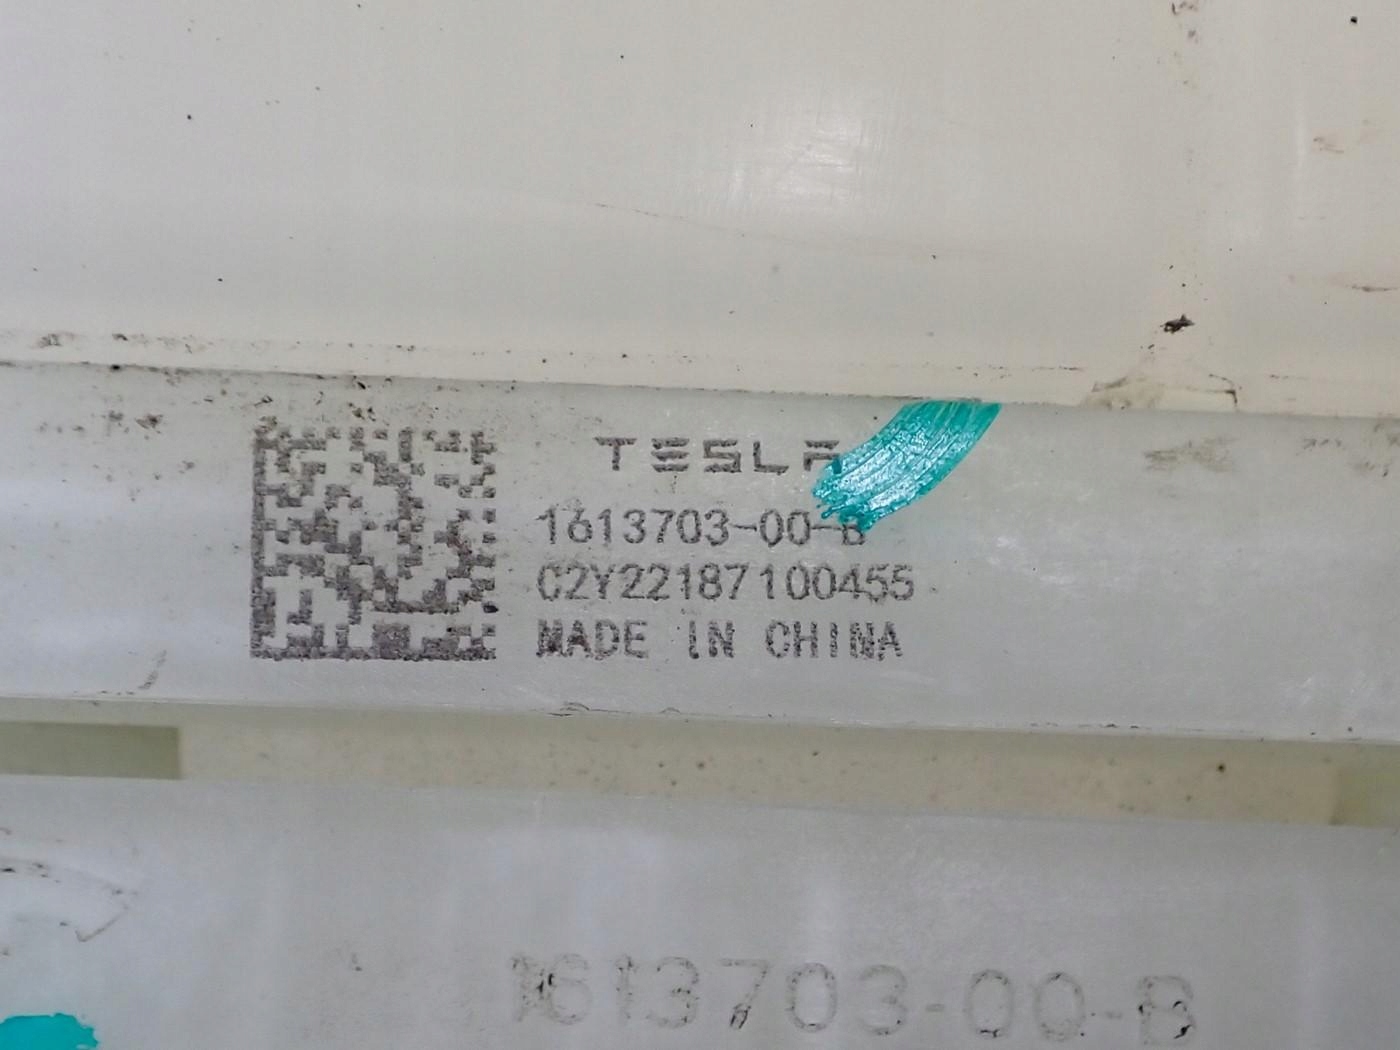 TESLA
1613703-00-B
C2Y22187100455
MADE IN CHINA
1613703-00-B